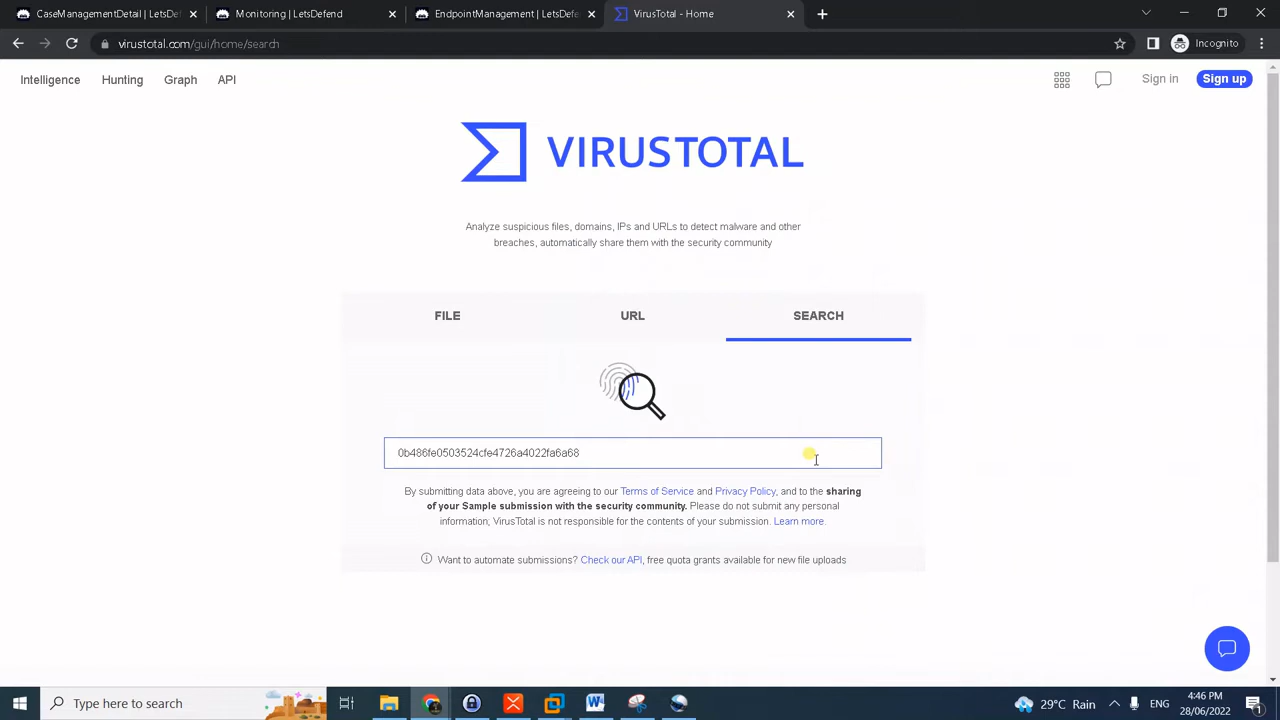 CaseManagementDetail | LetsDef
Monitoring | LetsDefend
EndpointManagement | LetsDefe
VirusTotal - Home
virustotal.com/gui/home/search
Incognito
Intelligence
Hunting
Graph
API
Sign in
Sign up
VIRUSTOTAL
Analyze suspicious files, domains, IPs and URLs to detect malware and other
breaches, automatically share them with the security community
FILE
URL
SEARCH
0b486fe0503524cfe4726a4022fa6a68
By submitting data above, you are agreeing to our Terms of Service and Privacy Policy, and to the sharing
of your Sample submission with the security community. Please do not submit any personal
information, VirusTotal is not responsible for the contents of your submission. Learn more.
Want to automate submissions? Check our API, free quota grants available for new file uploads
Type here to search
29°C Rain
ENG
4:46 PM
28/06/2022
1